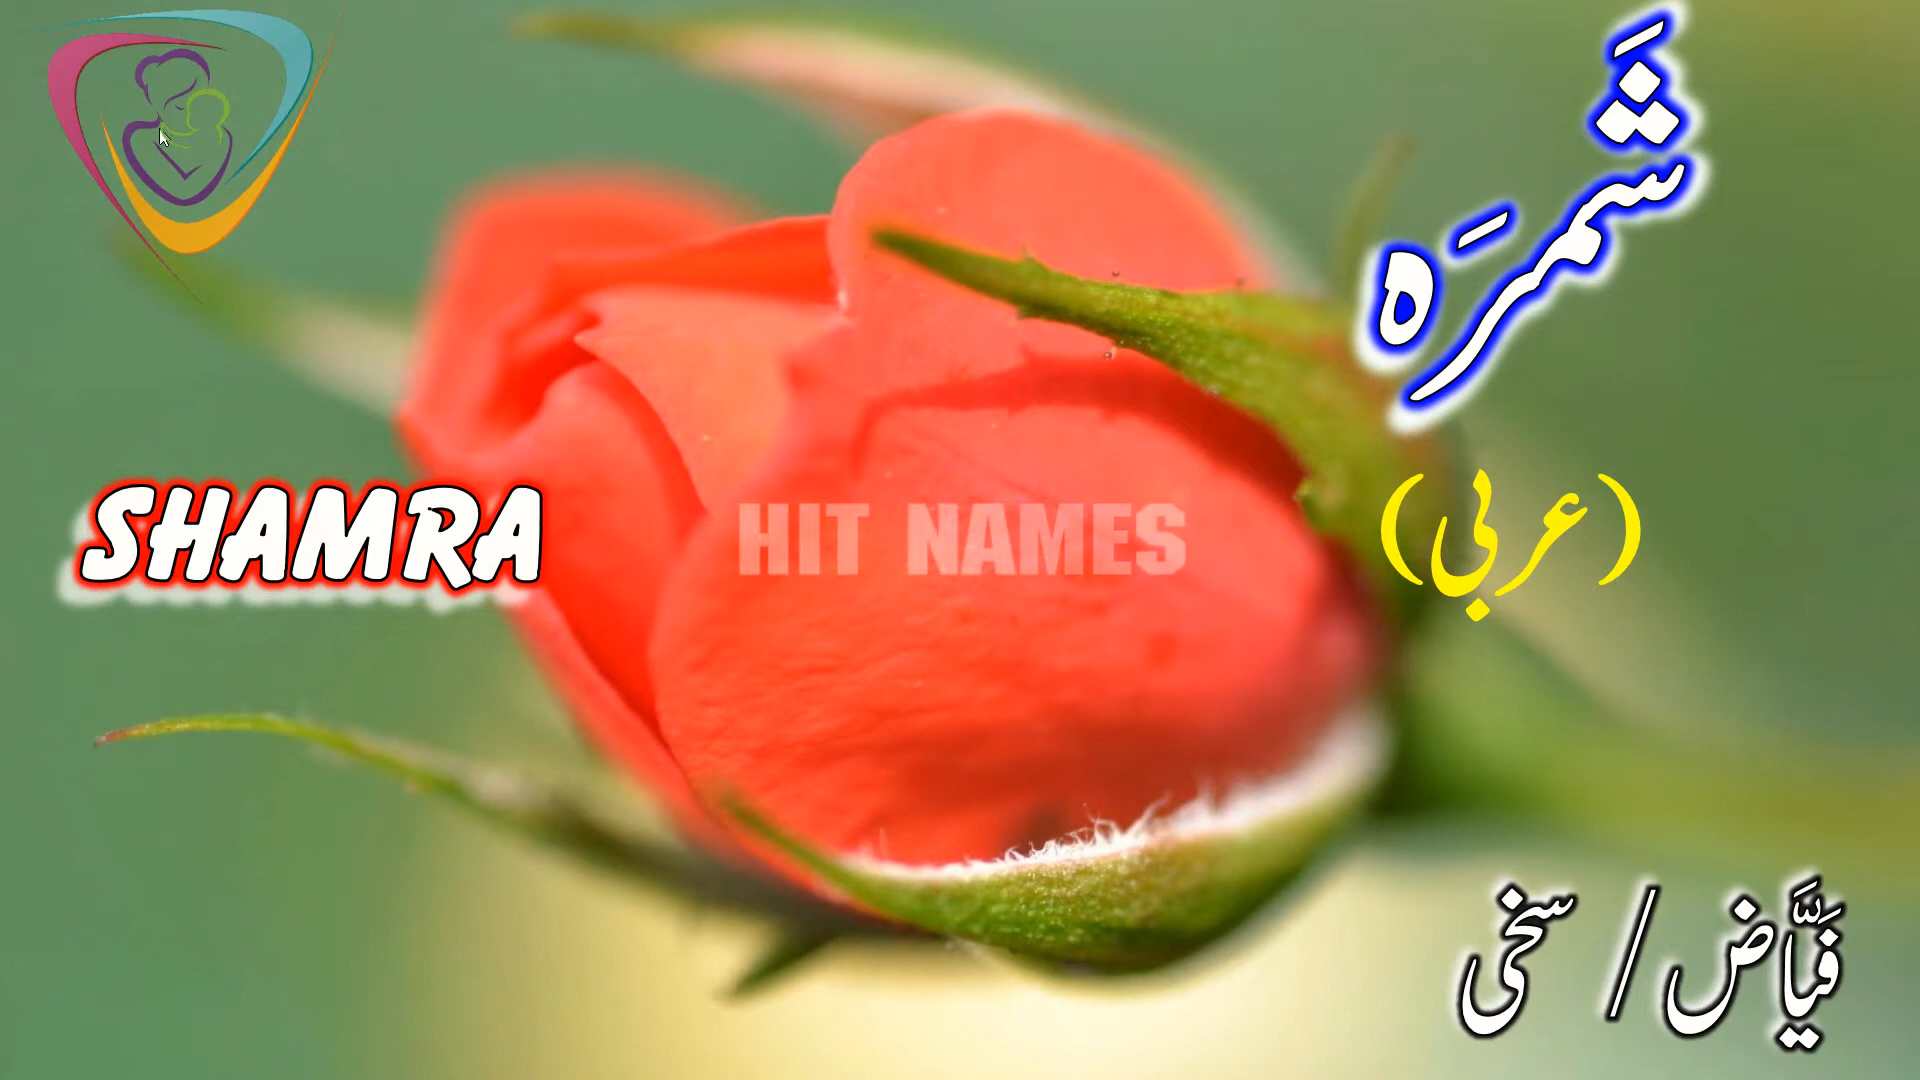 شَمرَہ
SHAMRA
HIT NAMES
(عربی)
فَیَّاض / سخی